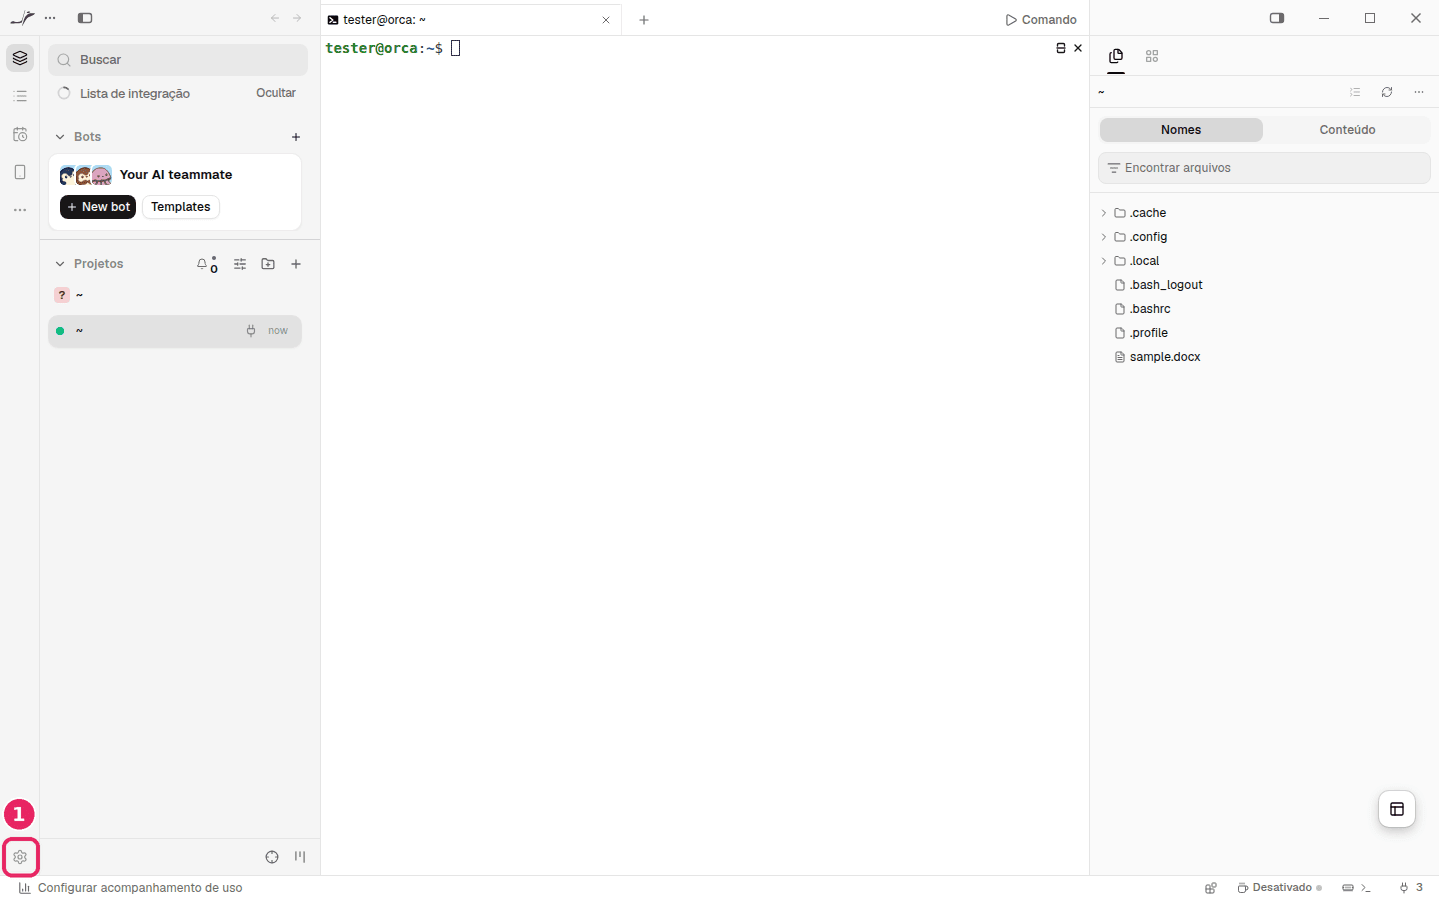 tester@orca: ~
Comando
tester@orca:~$
Buscar
Lista de integração
Ocultar
Bots
Your AI teammate
New bot
Templates
Projetos
0
? ~
~
now
1
~
Nomes
Conteúdo
Encontrar arquivos
.cache
.config
.local
.bash_logout
.bashrc
.profile
sample.docx
Configurar acompanhamento de uso
Desativado
3